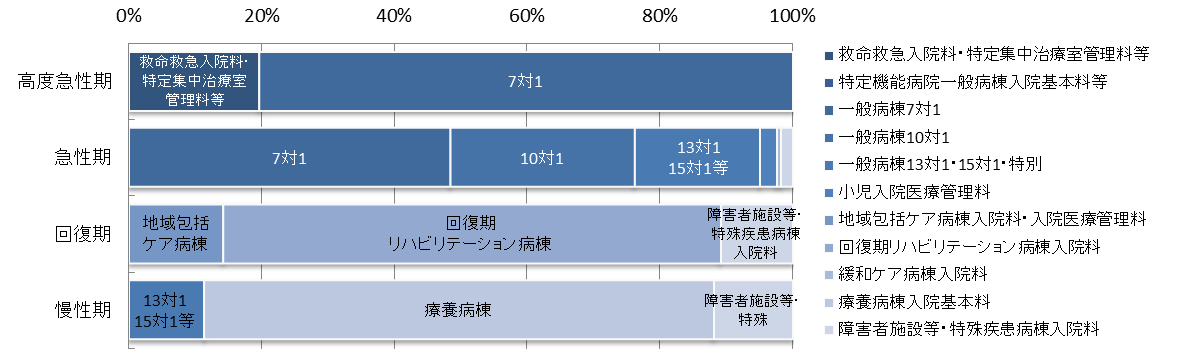 0% 20% 40% 60% 80% 100%
高度急性期
救命救急入院料・
特定集中治療室
管理料等
7対1
急性期
7対1
10対1
13対1
15対1等
回復期
地域包括
ケア病棟
回復期
リハビリテーション病棟
障害者施設等・
特殊疾患病棟
入院料
慢性期
13対1
15対1等
療養病棟
障害者施設等・
特殊
救命救急入院料・特定集中治療室管理料等
特定機能病院一般病棟入院基本料等
一般病棟7対1
一般病棟10対1
一般病棟13対1・15対1・特別
小児入院医療管理料
地域包括ケア病棟入院料・入院医療管理料
回復期リハビリテーション病棟入院料
緩和ケア病棟入院料
療養病棟入院基本料
障害者施設等・特殊疾患病棟入院料